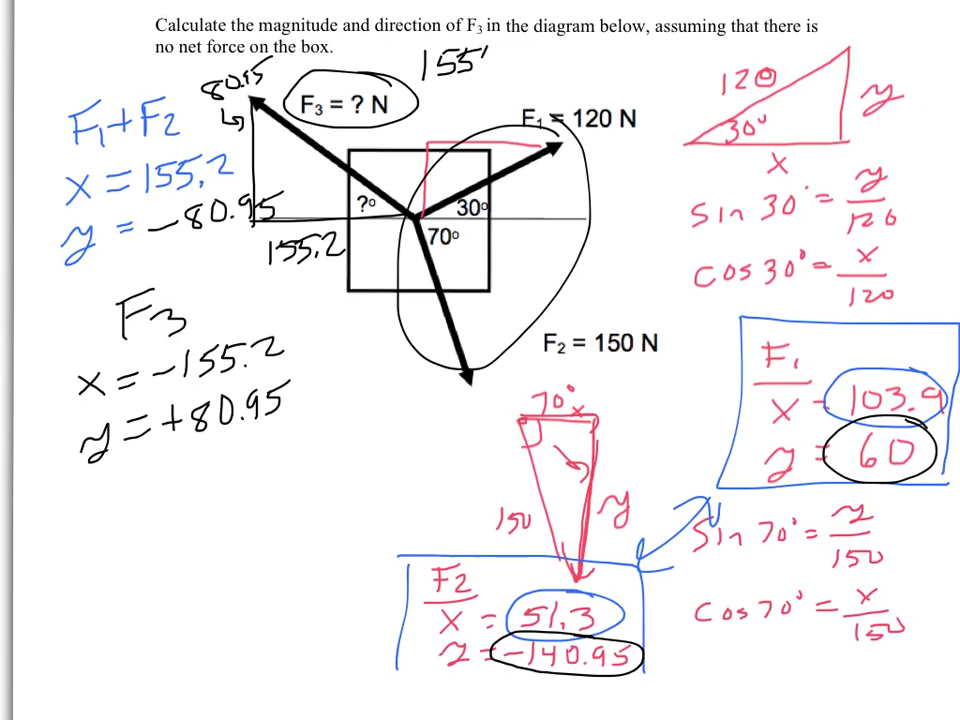 Calculate the magnitude and direction of F3 in the diagram below, assuming that there is
no net force on the box.
155'
80.95
F3 = ? N
F1 = 120 N
120
y
30°
x
F1+F2
x = 155.2
y = -80.95
?°
30°
70°
155.2
sin 30° = y/120
cos 30° = x/120
F3
x = -155.2
y = +80.95
F2 = 150 N
F1
x = 103.9
y = 60
70°
x
150
y
sin 70° = y/150
cos 70° = x/150
F2
x = 51.3
y = -140.95